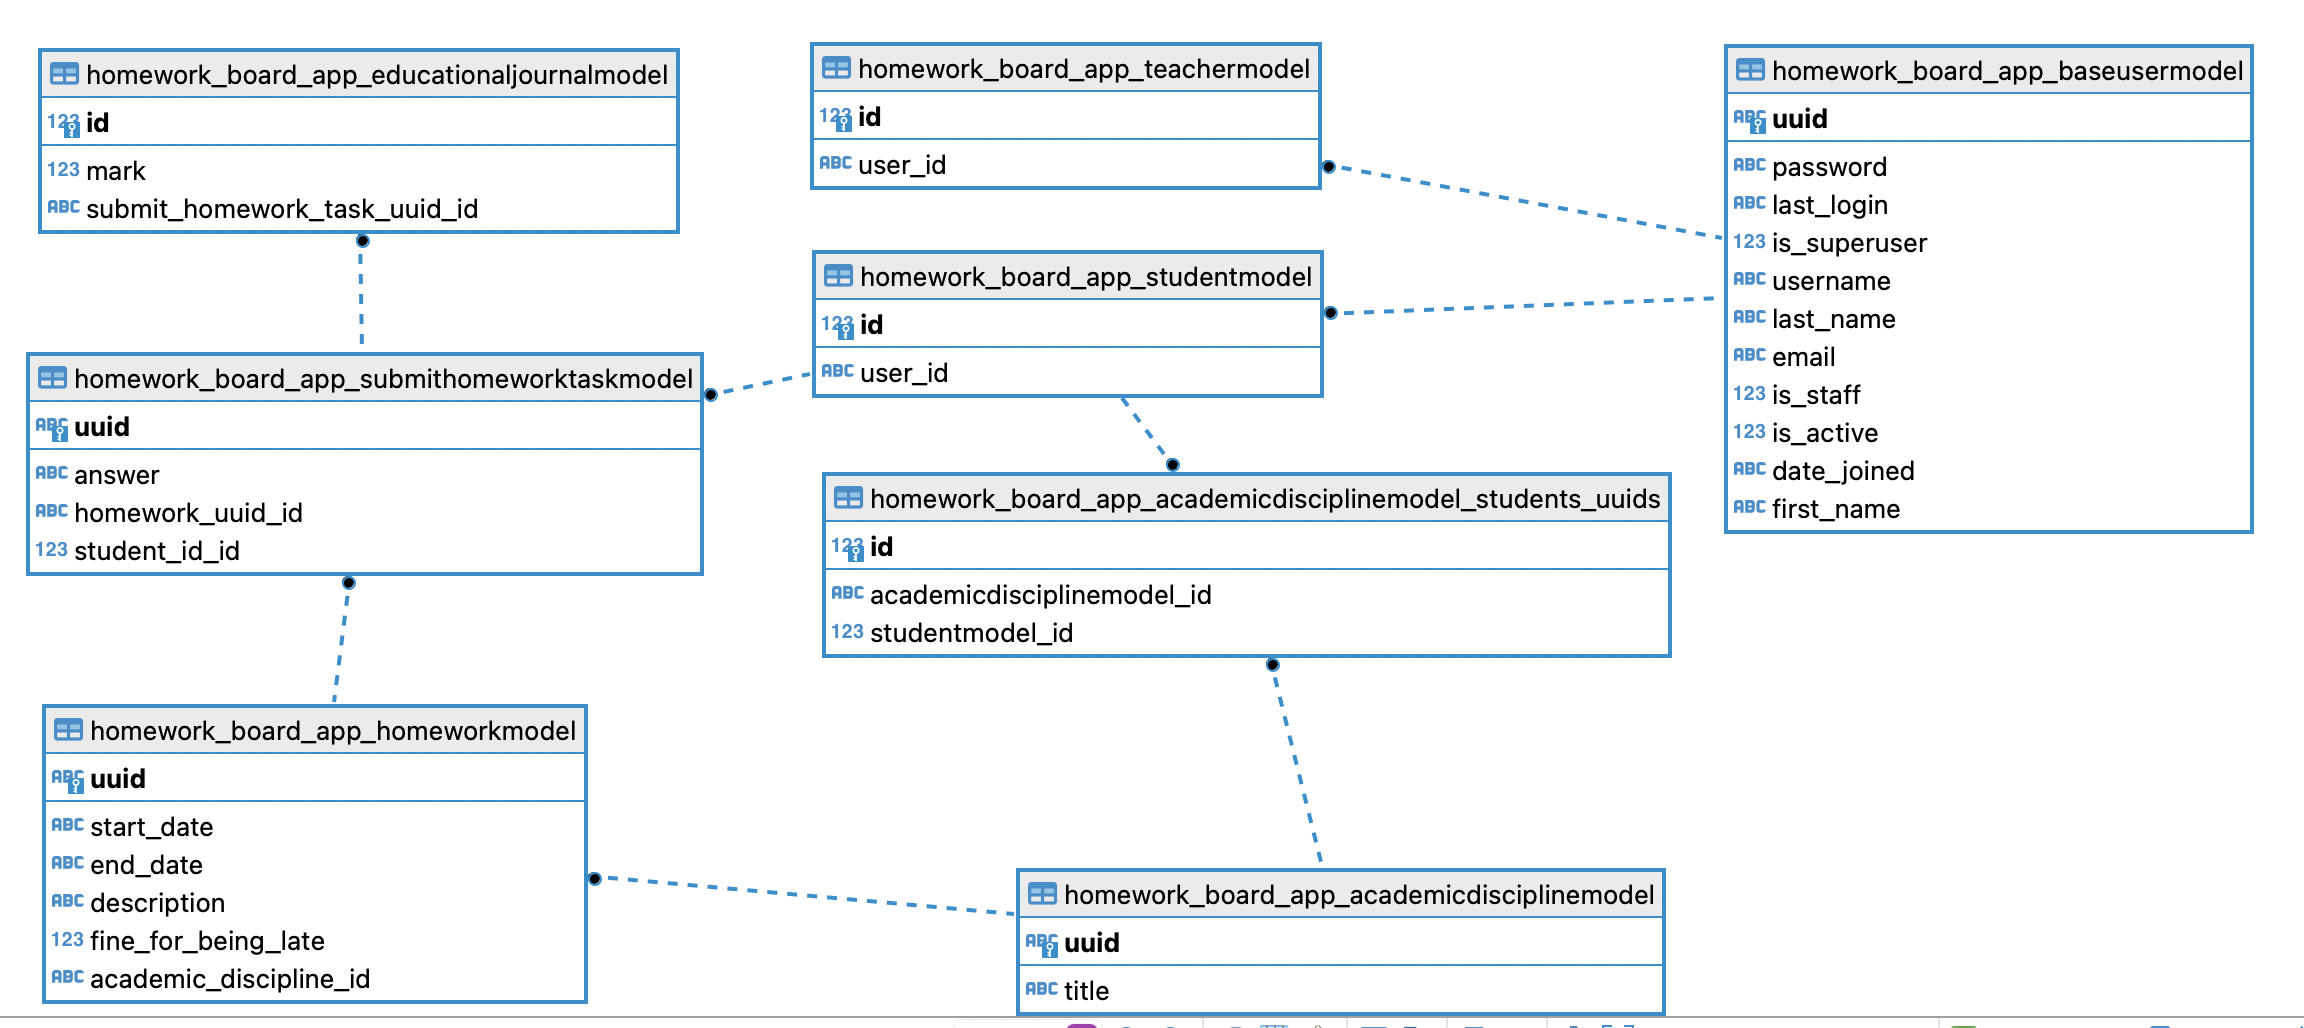 homework_board_app_educationaljournalmodel
123 id
123 mark
ABC submit_homework_task_uuid_id
homework_board_app_teachermodel
123 id
ABC user_id
homework_board_app_baseusermodel
ABC uuid
ABC password
ABC last_login
123 is_superuser
ABC username
ABC last_name
ABC email
123 is_staff
123 is_active
ABC date_joined
ABC first_name
homework_board_app_studentmodel
123 id
ABC user_id
homework_board_app_submithomeworktaskmodel
ABC uuid
ABC answer
ABC homework_uuid_id
123 student_id_id
homework_board_app_academicdisciplinemodel_students_uuids
123 id
ABC academicdisciplinemodel_id
123 studentmodel_id
homework_board_app_homeworkmodel
ABC uuid
ABC start_date
ABC end_date
ABC description
123 fine_for_being_late
ABC academic_discipline_id
homework_board_app_academicdisciplinemodel
ABC uuid
ABC title